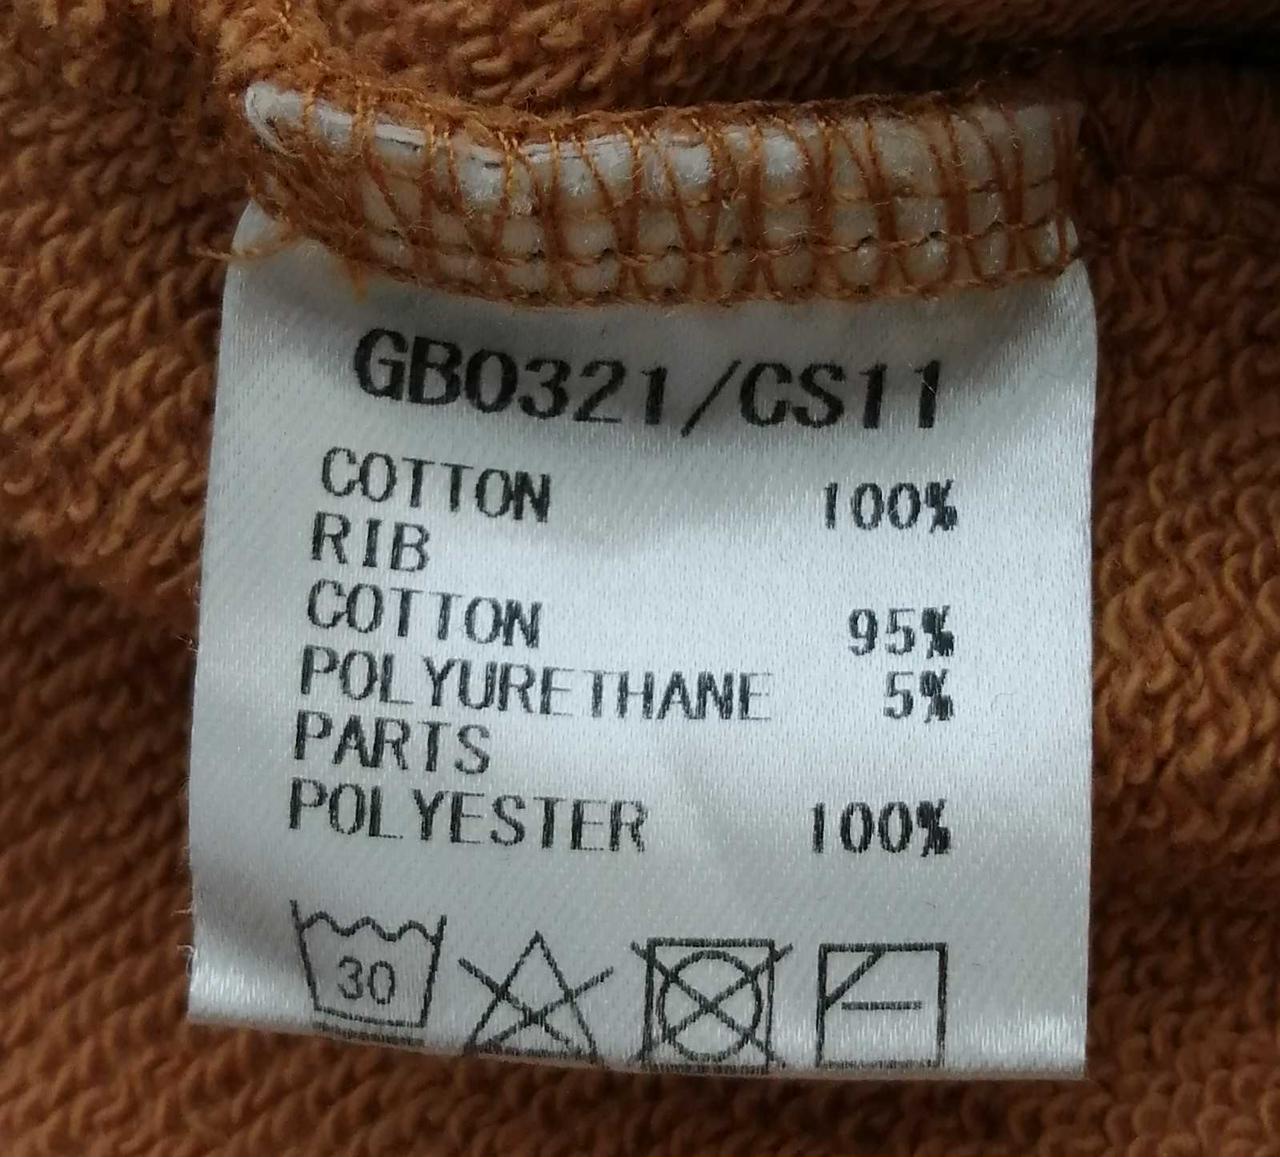 GB0321/CS11
COTTON 100%
RIB
COTTON 95%
POLYURETHANE 5%
PARTS
POLYESTER 100%
30